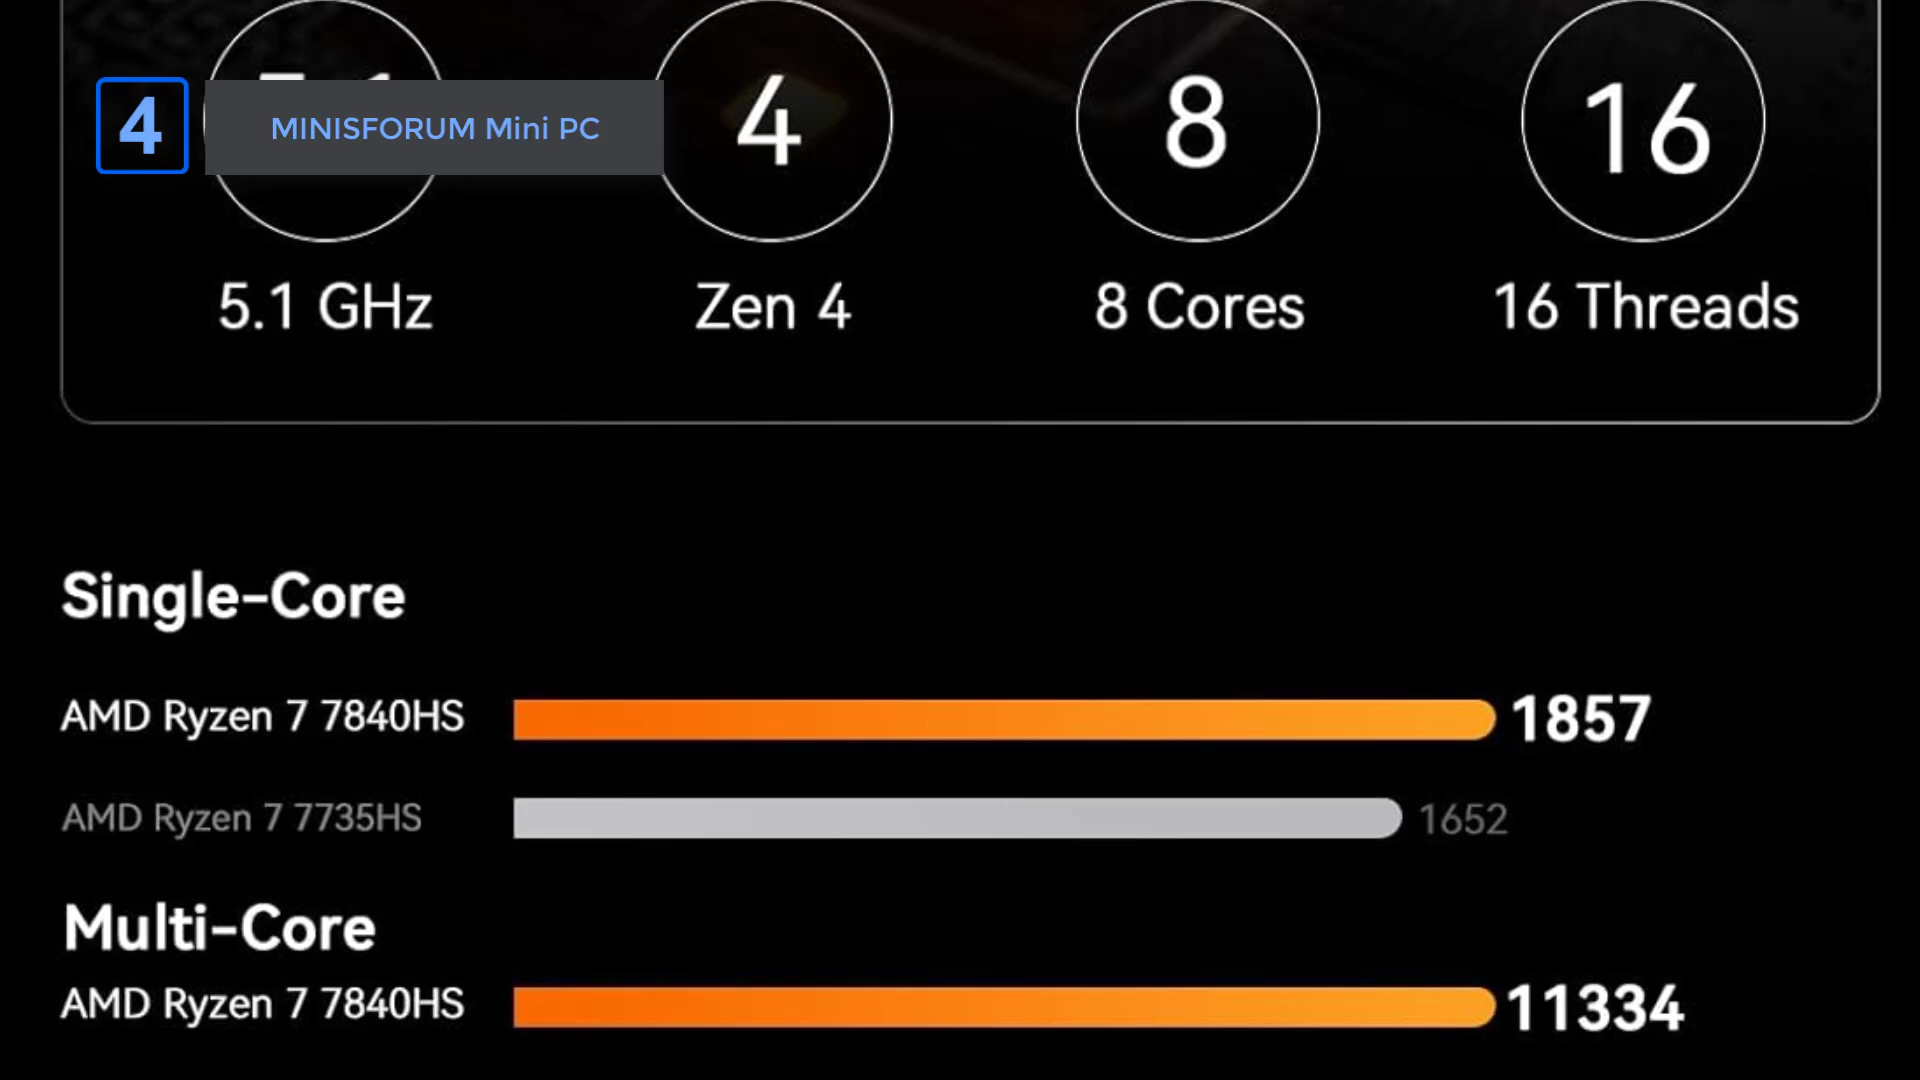 4
MINISFORUM Mini PC
4
8
16
5.1 GHz
Zen 4
8 Cores
16 Threads
Single-Core
AMD Ryzen 7 7840HS
1857
AMD Ryzen 7 7735HS
1652
Multi-Core
AMD Ryzen 7 7840HS
11334